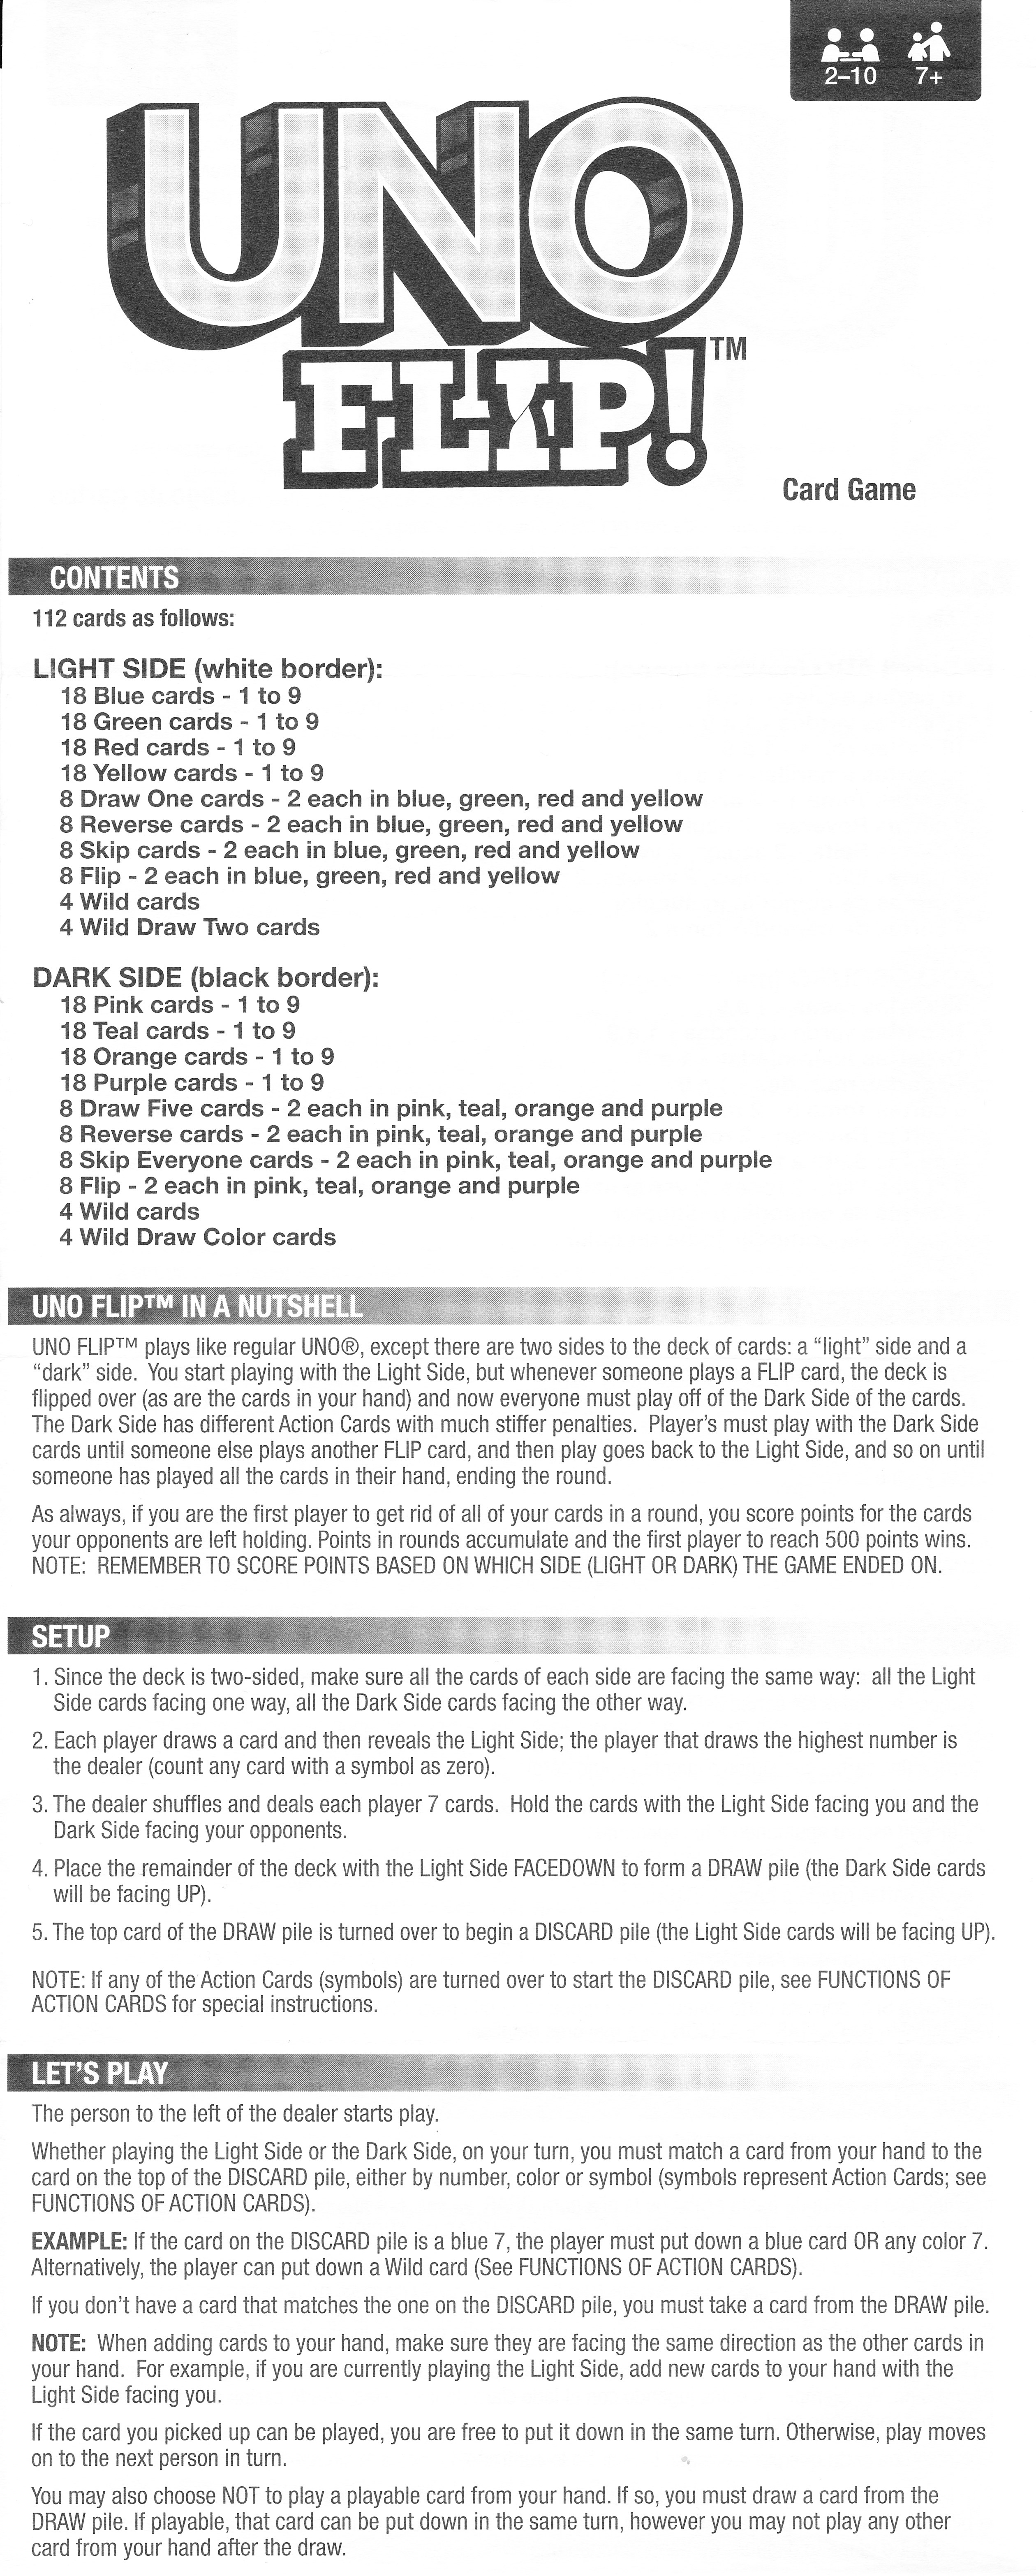 2–10 7+
UNO
FLIP!™
Card Game
CONTENTS
112 cards as follows:
LIGHT SIDE (white border):
18 Blue cards - 1 to 9
18 Green cards - 1 to 9
18 Red cards - 1 to 9
18 Yellow cards - 1 to 9
8 Draw One cards - 2 each in blue, green, red and yellow
8 Reverse cards - 2 each in blue, green, red and yellow
8 Skip cards - 2 each in blue, green, red and yellow
8 Flip - 2 each in blue, green, red and yellow
4 Wild cards
4 Wild Draw Two cards
DARK SIDE (black border):
18 Pink cards - 1 to 9
18 Teal cards - 1 to 9
18 Orange cards - 1 to 9
18 Purple cards - 1 to 9
8 Draw Five cards - 2 each in pink, teal, orange and purple
8 Reverse cards - 2 each in pink, teal, orange and purple
8 Skip Everyone cards - 2 each in pink, teal, orange and purple
8 Flip - 2 each in pink, teal, orange and purple
4 Wild cards
4 Wild Draw Color cards
UNO FLIP™ IN A NUTSHELL
UNO FLIP™ plays like regular UNO®, except there are two sides to the deck of cards: a “light” side and a
“dark” side. You start playing with the Light Side, but whenever someone plays a FLIP card, the deck is
flipped over (as are the cards in your hand) and now everyone must play off of the Dark Side of the cards.
The Dark Side has different Action Cards with much stiffer penalties. Player’s must play with the Dark Side
cards until someone else plays another FLIP card, and then play goes back to the Light Side, and so on until
someone has played all the cards in their hand, ending the round.
As always, if you are the first player to get rid of all of your cards in a round, you score points for the cards
your opponents are left holding. Points in rounds accumulate and the first player to reach 500 points wins.
NOTE: REMEMBER TO SCORE POINTS BASED ON WHICH SIDE (LIGHT OR DARK) THE GAME ENDED ON.
SETUP
1. Since the deck is two-sided, make sure all the cards of each side are facing the same way: all the Light
Side cards facing one way, all the Dark Side cards facing the other way.
2. Each player draws a card and then reveals the Light Side; the player that draws the highest number is
the dealer (count any card with a symbol as zero).
3. The dealer shuffles and deals each player 7 cards. Hold the cards with the Light Side facing you and the
Dark Side facing your opponents.
4. Place the remainder of the deck with the Light Side FACEDOWN to form a DRAW pile (the Dark Side cards
will be facing UP).
5. The top card of the DRAW pile is turned over to begin a DISCARD pile (the Light Side cards will be facing UP).
NOTE: If any of the Action Cards (symbols) are turned over to start the DISCARD pile, see FUNCTIONS OF
ACTION CARDS for special instructions.
LET’S PLAY
The person to the left of the dealer starts play.
Whether playing the Light Side or the Dark Side, on your turn, you must match a card from your hand to the
card on the top of the DISCARD pile, either by number, color or symbol (symbols represent Action Cards; see
FUNCTIONS OF ACTION CARDS).
EXAMPLE: If the card on the DISCARD pile is a blue 7, the player must put down a blue card OR any color 7.
Alternatively, the player can put down a Wild card (See FUNCTIONS OF ACTION CARDS).
If you don’t have a card that matches the one on the DISCARD pile, you must take a card from the DRAW pile.
NOTE: When adding cards to your hand, make sure they are facing the same direction as the other cards in
your hand. For example, if you are currently playing the Light Side, add new cards to your hand with the
Light Side facing you.
If the card you picked up can be played, you are free to put it down in the same turn. Otherwise, play moves
on to the next person in turn.
You may also choose NOT to play a playable card from your hand. If so, you must draw a card from the
DRAW pile. If playable, that card can be put down in the same turn, however you may not play any other
card from your hand after the draw.